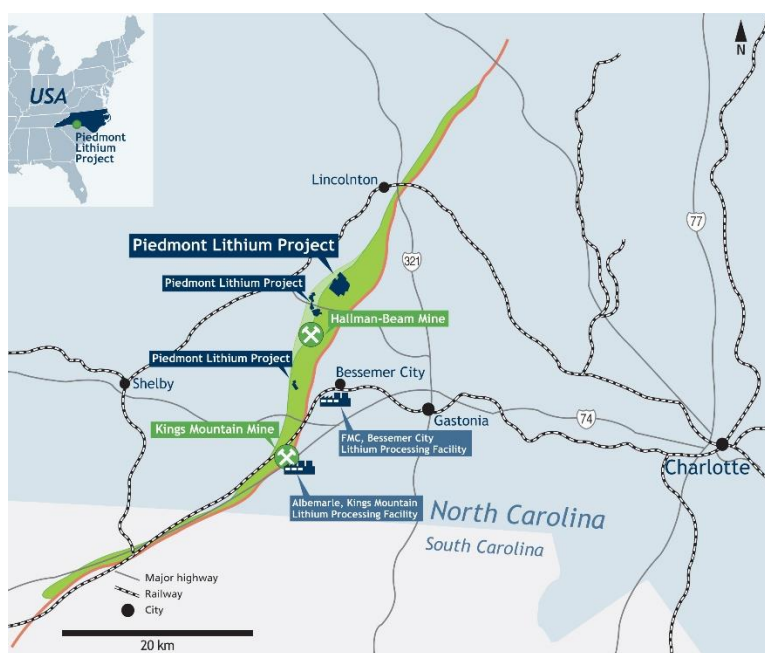 USA
Piedmont
Lithium
Project
N
Lincolnton
77
Piedmont Lithium Project
321
Piedmont Lithium Project
Hallman-Beam Mine
Piedmont Lithium Project
Shelby
Bessemer City
Gastonia
74
Kings Mountain Mine
FMC, Bessemer City
Lithium Processing Facility
Charlotte
Albemarle, Kings Mountain
Lithium Processing Facility
North Carolina
South Carolina
Major highway
Railway
City
20 km